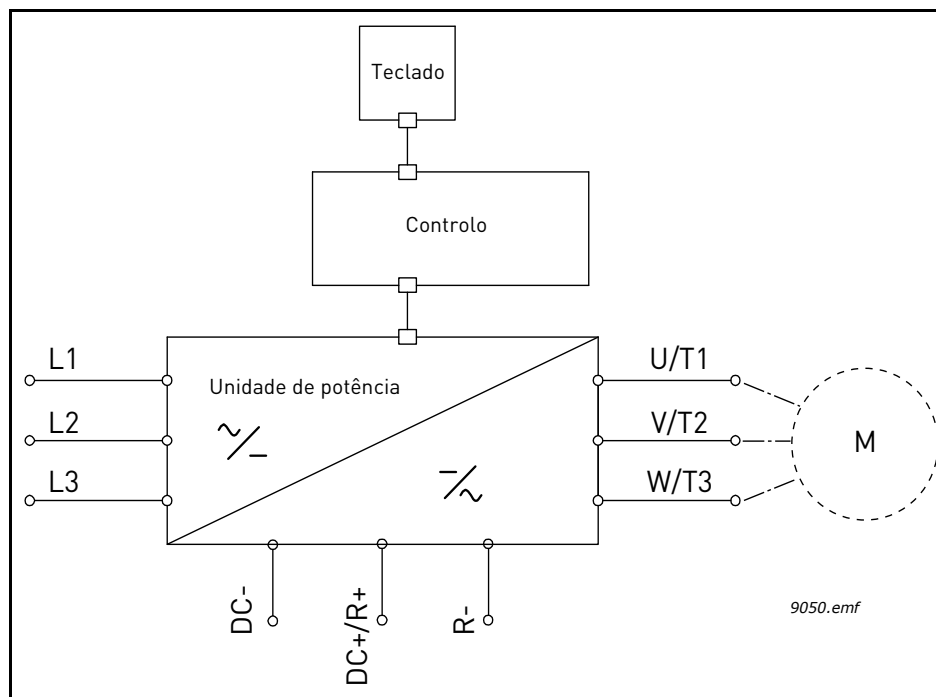 Teclado
Controlo
L1
L2
L3
Unidade de potência
U/T1
V/T2
W/T3
M
DC-
DC+/R+
R-
9050.emf